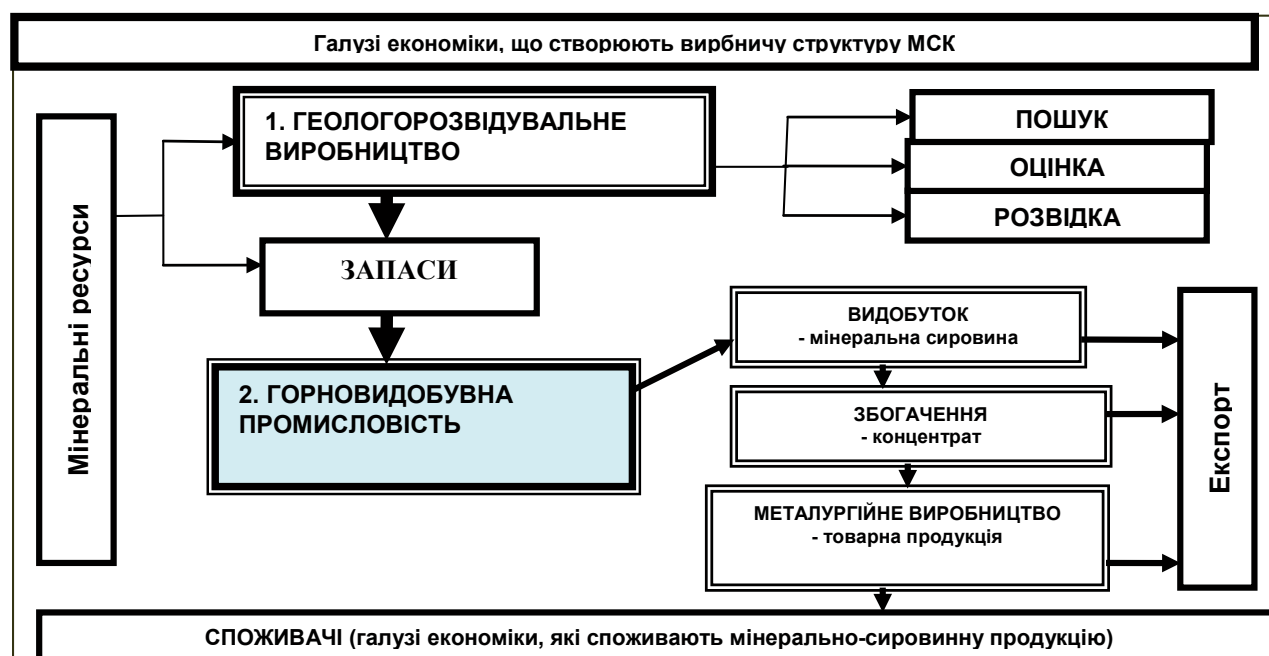 Галузі економіки, що створюють вирбничу структуру МСК
Мінеральні ресурси
1. ГЕОЛОГОРОЗВІДУВАЛЬНЕ
ВИРОБНИЦТВО
ПОШУК
ОЦІНКА
РОЗВІДКА
ЗАПАСИ
2. ГОРНОВИДОБУВНА
ПРОМИСЛОВІСТЬ
ВИДОБУТОК
- мінеральна сировина
ЗБОГАЧЕННЯ
- концентрат
МЕТАЛУРГІЙНЕ ВИРОБНИЦТВО
- товарна продукція
Експорт
СПОЖИВАЧІ (галузі економіки, які споживають мінерально-сировинну продукцію)